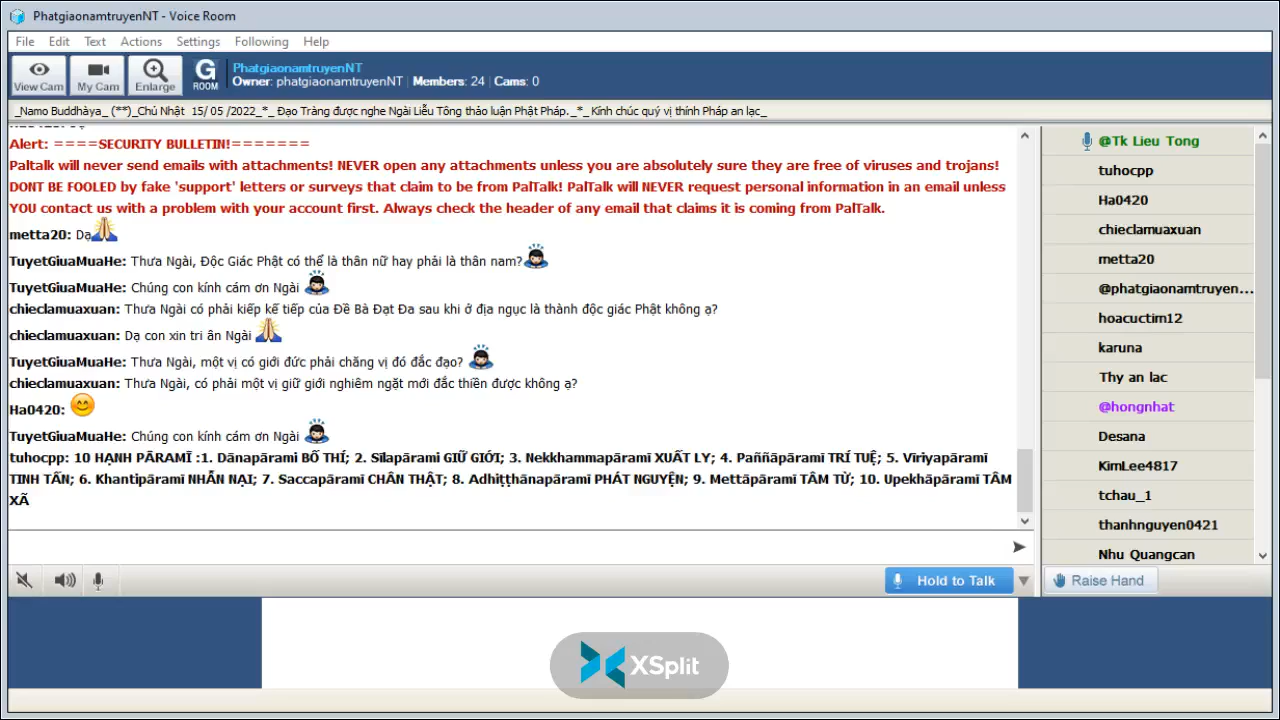 PhatgiaonamtruyenNT - Voice Room
File Edit Text Actions Settings Following Help
View Cam My Cam Enlarge G ROOM
PhatgiaonamtruyenNT
Owner: phatgiaonamtruyenNT | Members: 24 | Cams: 0
_Namo Buddhàya_ (**)_Chủ Nhật 15/ 05 /2022_*_ Đạo Tràng được nghe Ngài Liễu Tông thảo luận Phật Pháp._*_ Kính chúc quý vị thính Pháp an lạc_
Alert: ====SECURITY BULLETIN!=======
Paltalk will never send emails with attachments! NEVER open any attachments unless you are absolutely sure they are free of viruses and trojans!
DONT BE FOOLED by fake 'support' letters or surveys that claim to be from PalTalk! PalTalk will NEVER request personal information in an email unless
YOU contact us with a problem with your account first. Always check the header of any email that claims it is coming from PalTalk.
metta20: Dạ
TuyetGiuaMuaHe: Thưa Ngài, Độc Giác Phật có thể là thân nữ hay phải là thân nam?
TuyetGiuaMuaHe: Chúng con kính cám ơn Ngài
chieclamuaxuan: Thưa Ngài có phải kiếp kế tiếp của Đề Bà Đạt Đa sau khi ở địa ngục là thành độc giác Phật không ạ?
chieclamuaxuan: Dạ con xin tri ân Ngài
TuyetGiuaMuaHe: Thưa Ngài, một vị có giới đức phải chăng vị đó đắc đạo?
chieclamuaxuan: Thưa Ngài, có phải một vị giữ giới nghiêm ngặt mới đắc thiền được không ạ?
Ha0420:
TuyetGiuaMuaHe: Chúng con kính cám ơn Ngài
tuhocpp: 10 HẠNH PĀRAMĪ :1. Dānapāramī BỐ THÍ; 2. Sīlapāramī GIỮ GIỚI; 3. Nekkhammapāramī XUẤT LY; 4. Paññāpāramī TRÍ TUỆ; 5. Vīriyapāramī
TINH TẤN; 6. Khantipāramī NHẪN NẠI; 7. Saccapāramī CHÂN THẬT; 8. Adhiṭṭhānapāramī PHÁT NGUYỆN; 9. Mettāpāramī TÂM TỪ; 10. Upekhāpāramī TÂM
XÃ
@Tk Lieu Tong
tuhocpp
Ha0420
chieclamuaxuan
metta20
@phatgiaonamtruyen...
hoacuctim12
karuna
Thy an lac
@hongnhat
Desana
KimLee4817
tchau_1
thanhnguyen0421
Nhu Quangcan
Hold to Talk
Raise Hand
XSplit